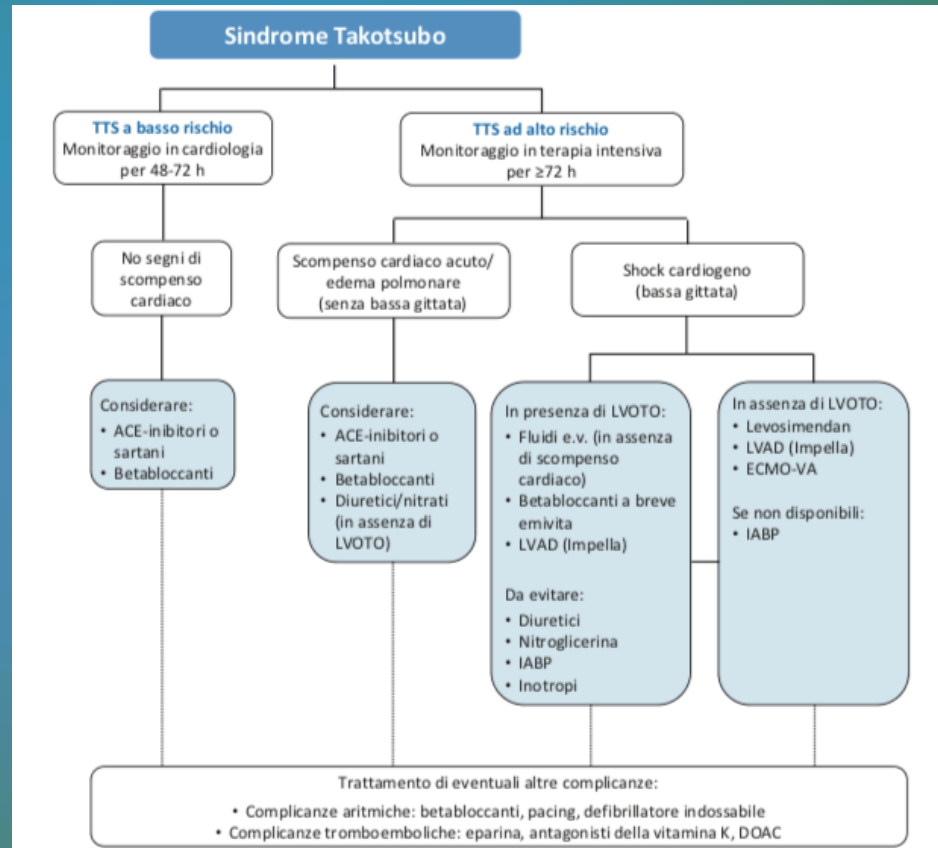 Sindrome Takotsubo
TTS a basso rischio
Monitoraggio in cardiologia
per 48-72 h
TTS ad alto rischio
Monitoraggio in terapia intensiva
per ≥72 h
No segni di
scompenso
cardiaco
Scompenso cardiaco acuto/
edema polmonare
(senza bassa gittata)
Shock cardiogeno
(bassa gittata)
Considerare:
• ACE-inibitori o
sartani
• Betabloccanti
Considerare:
• ACE-inibitori o
sartani
• Betabloccanti
• Diuretici/nitrati
(in assenza di
LVOTO)
In presenza di LVOTO:
• Fluidi e.v. (in assenza
di scompenso
cardiaco)
• Betabloccanti a breve
emivita
• LVAD (Impella)
Da evitare:
• Diuretici
• Nitroglicerina
• IABP
• Inotropi
In assenza di LVOTO:
• Levosimendan
• LVAD (Impella)
• ECMO-VA
Se non disponibili:
• IABP
Trattamento di eventuali altre complicanze:
• Complicanze aritmiche: betabloccanti, pacing, defibrillatore indossabile
• Complicanze tromboemboliche: eparina, antagonisti della vitamina K, DOAC